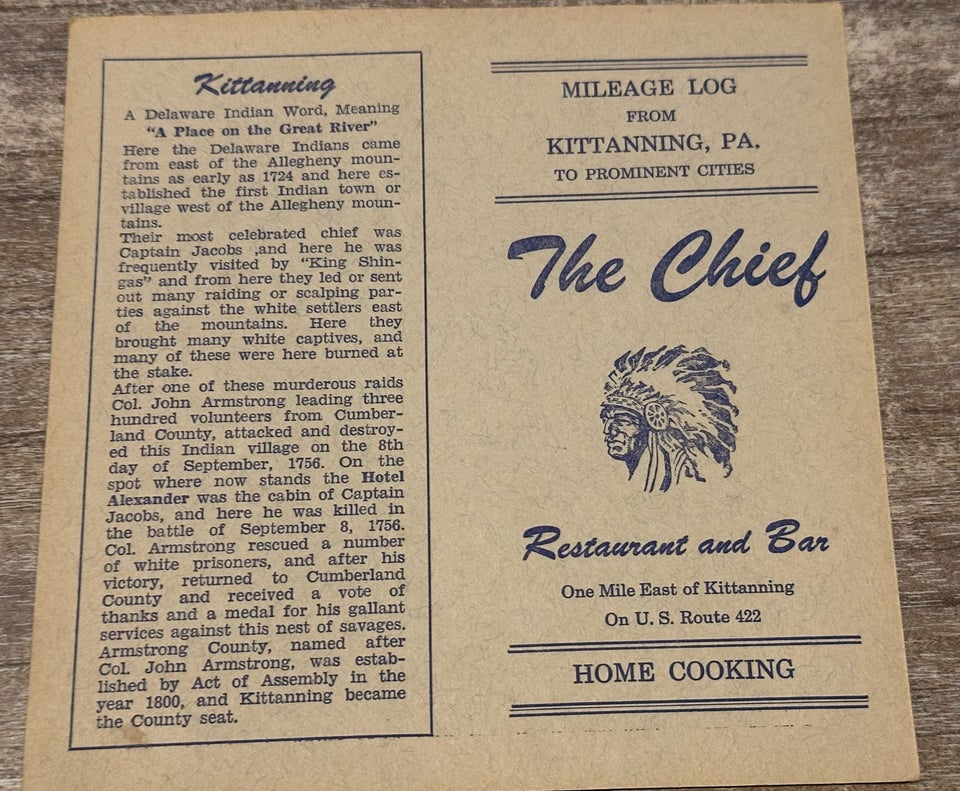 Kittanning
A Delaware Indian Word, Meaning
"A Place on the Great River"
Here the Delaware Indians came
from east of the Allegheny moun-
tains as early as 1724 and here es-
tablished the first Indian town or
village west of the Allegheny moun-
tains.
Their most celebrated chief was
Captain Jacobs ,and here he was
frequently visited by "King Shin-
gas" and from here they led or sent
out many raiding or scalping par-
ties against the white settlers east
of the mountains. Here they
brought many white captives, and
many of these were here burned at
the stake.
After one of these murderous raids
Col. John Armstrong leading three
hundred volunteers from Cumber-
land County, attacked and destroy-
ed this Indian village on the 8th
day of September, 1756. On the
spot where now stands the Hotel
Alexander was the cabin of Captain
Jacobs, and here he was killed in
the battle of September 8, 1756.
Col. Armstrong rescued a number
of white prisoners, and after his
victory, returned to Cumberland
County and received a vote of
thanks and a medal for his gallant
services against this nest of savages.
Armstrong County, named after
Col. John Armstrong, was estab-
lished by Act of Assembly in the
year 1800, and Kittanning became
the County seat.
MILEAGE LOG
FROM
KITTANNING, PA.
TO PROMINENT CITIES
The Chief
Restaurant and Bar
One Mile East of Kittanning
On U. S. Route 422
HOME COOKING